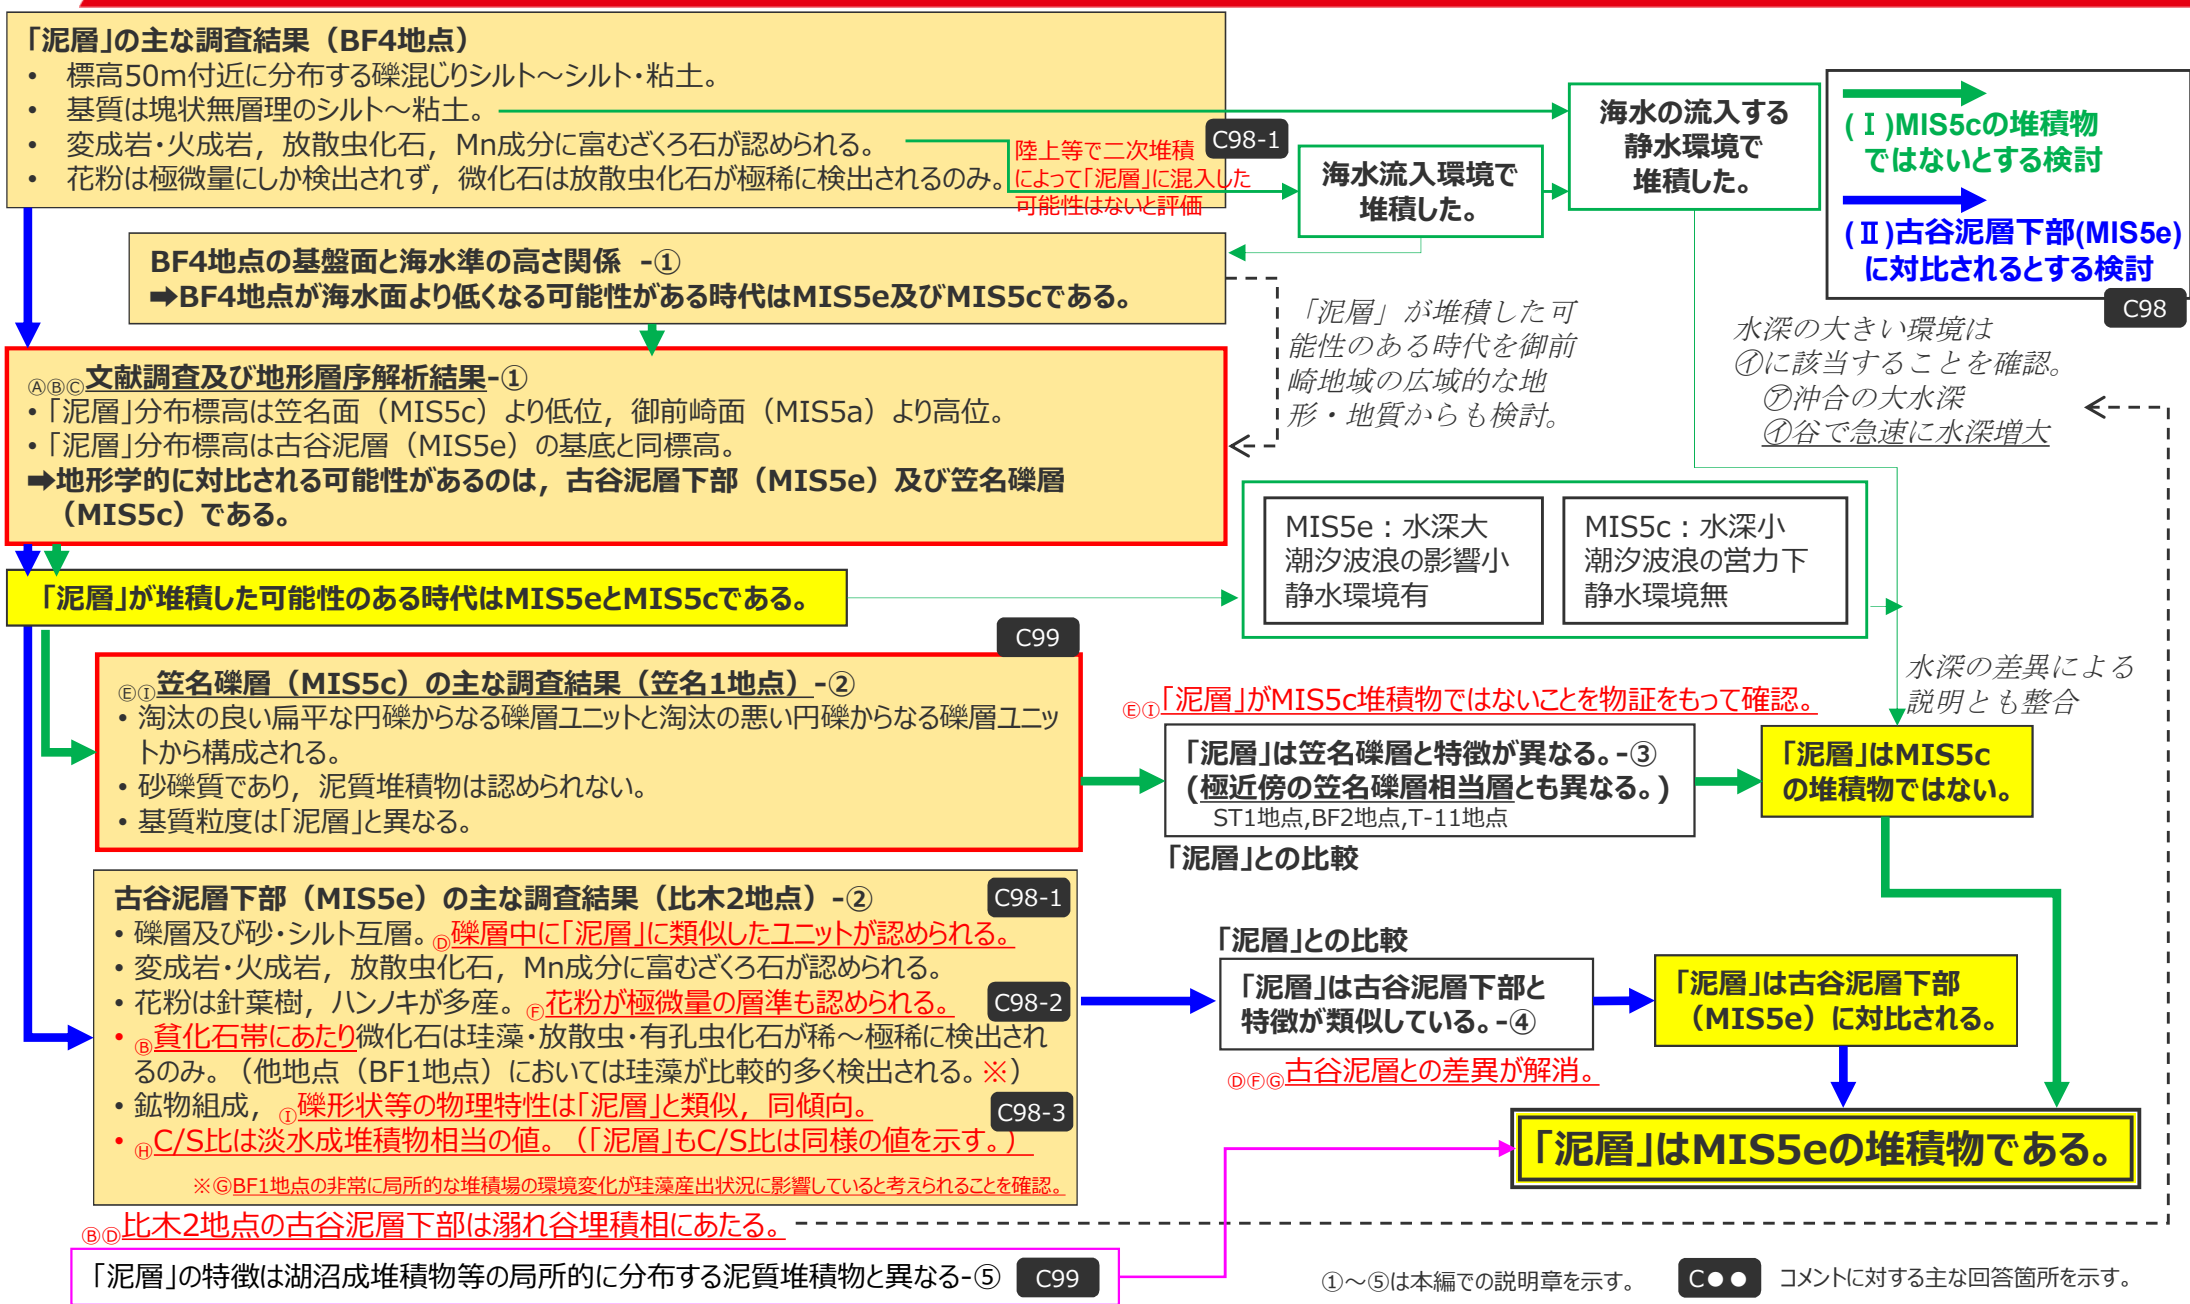 「泥層」の主な調査結果（BF4地点）
• 標高50m付近に分布する礫混じりシルト～シルト・粘土。
• 基質は塊状無層理のシルト～粘土。
• 変成岩・火成岩，放散虫化石，Mn成分に富むざくろ石が認められる。
• 花粉は極微量にしか検出されず，微化石は放散虫化石が極稀に検出されるのみ。
C98-1
陸上等で二次堆積
によって「泥層」に混入した
可能性はないと評価
海水流入環境で
堆積した。
海水の流入する
静水環境で
堆積した。
(Ⅰ)MIS5cの堆積物
ではないとする検討
(Ⅱ)古谷泥層下部(MIS5e)
に対比されるとする検討
C98
BF4地点の基盤面と海水準の高さ関係 -①
➡BF4地点が海水面より低くなる可能性がある時代はMIS5e及びMIS5cである。
「泥層」が堆積した可
能性のある時代を御前
崎地域の広域的な地
形・地質からも検討。
水深の大きい環境は
㋑に該当することを確認。
㋐沖合の大水深
㋑谷で急速に水深増大
ⒶⒷⒸ文献調査及び地形層序解析結果-①
• 「泥層」分布標高は笠名面（MIS5c）より低位，御前崎面（MIS5a）より高位。
• 「泥層」分布標高は古谷泥層（MIS5e）の基底と同標高。
➡地形学的に対比される可能性があるのは，古谷泥層下部（MIS5e）及び笠名礫層
（MIS5c）である。
MIS5e：水深大
潮汐波浪の影響小
静水環境有
MIS5c：水深小
潮汐波浪の営力下
静水環境無
「泥層」が堆積した可能性のある時代はMIS5eとMIS5cである。
C99
ⒺⒾ笠名礫層（MIS5c）の主な調査結果（笠名1地点）-②
• 淘汰の良い扁平な円礫からなる礫層ユニットと淘汰の悪い円礫からなる礫層ユニッ
トから構成される。
• 砂礫質であり，泥質堆積物は認められない。
• 基質粒度は「泥層」と異なる。
ⒺⒾ「泥層」がMIS5c堆積物ではないことを物証をもって確認。
水深の差異による
説明とも整合
「泥層」は笠名礫層と特徴が異なる。-③
(極近傍の笠名礫層相当層とも異なる。)
ST1地点,BF2地点,T-11地点
「泥層」との比較
「泥層」はMIS5c
の堆積物ではない。
古谷泥層下部（MIS5e）の主な調査結果（比木2地点）-②
C98-1
• 礫層及び砂・シルト互層。Ⓓ礫層中に「泥層」に類似したユニットが認められる。
• 変成岩・火成岩，放散虫化石，Mn成分に富むざくろ石が認められる。
• 花粉は針葉樹，ハンノキが多産。Ⓕ花粉が極微量の層準も認められる。
C98-2
• Ⓑ貧化石帯にあたり微化石は珪藻・放散虫・有孔虫化石が稀～極稀に検出され
るのみ。（他地点（BF1地点）においては珪藻が比較的多く検出される。※）
• 鉱物組成，Ⓘ礫形状等の物理特性は「泥層」と類似，同傾向。
C98-3
• ⒽC/S比は淡水成堆積物相当の値。（「泥層」もC/S比は同様の値を示す。）
※ⒼBF1地点の非常に局所的な堆積場の環境変化が珪藻産出状況に影響していると考えられることを確認。
「泥層」との比較
「泥層」は古谷泥層下部と
特徴が類似している。-④
ⒹⒻⒼ古谷泥層との差異が解消。
「泥層」は古谷泥層下部
（MIS5e）に対比される。
「泥層」はMIS5eの堆積物である。
ⒷⒹ比木2地点の古谷泥層下部は溺れ谷埋積相にあたる。
「泥層」の特徴は湖沼成堆積物等の局所的に分布する泥質堆積物と異なる-⑤
C99
①～⑤は本編での説明章を示す。
C●● コメントに対する主な回答箇所を示す。